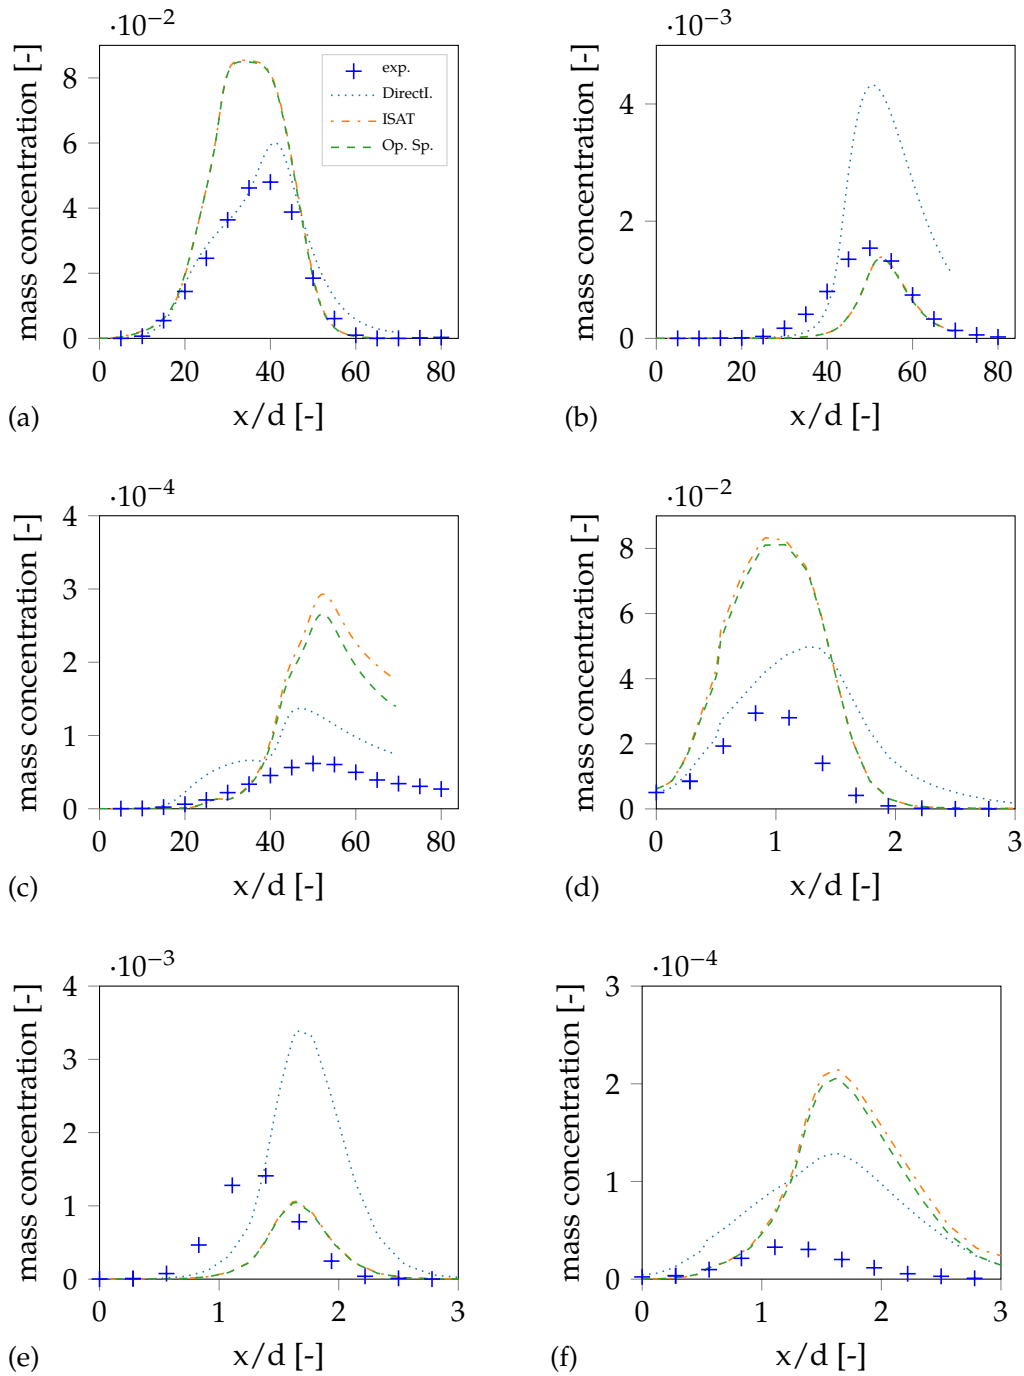 ·10−2
mass concentration [-]
8
6
4
2
0
0 20 40 60 80
exp.
DirectI.
ISAT
Op. Sp.
(a)
x/d [-]
·10−3
mass concentration [-]
4
2
0
0 20 40 60 80
(b)
x/d [-]
·10−4
mass concentration [-]
4
3
2
1
0
0 20 40 60 80
(c)
x/d [-]
·10−2
mass concentration [-]
8
6
4
2
0
0 1 2 3
(d)
x/d [-]
·10−3
mass concentration [-]
4
3
2
1
0
0 1 2 3
(e)
x/d [-]
·10−4
mass concentration [-]
3
2
1
0
0 1 2 3
(f)
x/d [-]